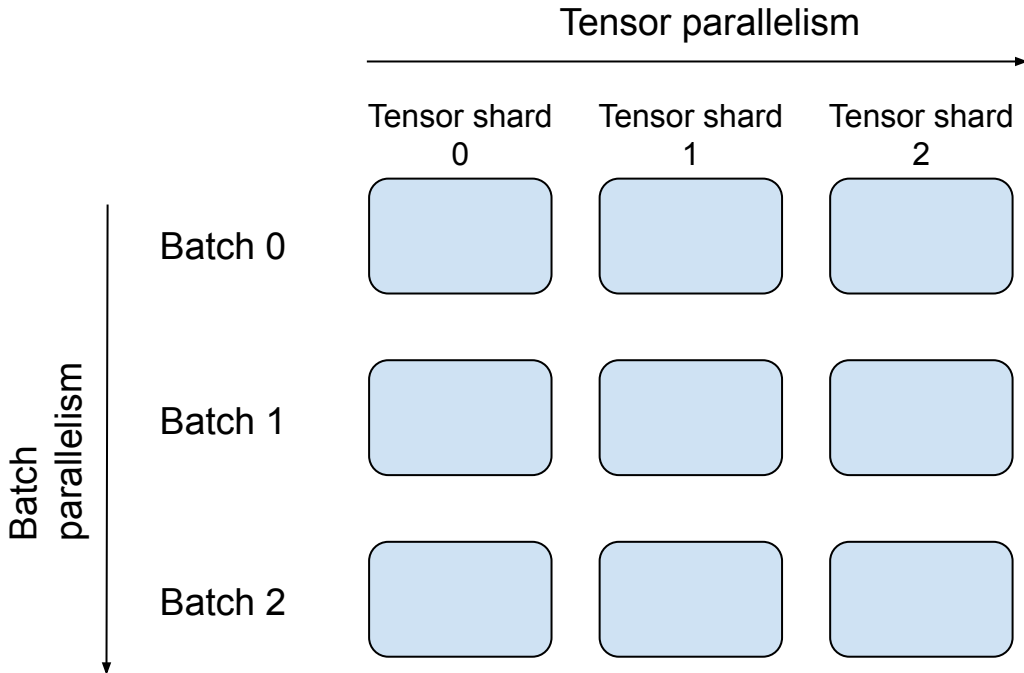 Tensor parallelism
Tensor shard
0
Tensor shard
1
Tensor shard
2
Batch
parallelism
Batch 0
Batch 1
Batch 2